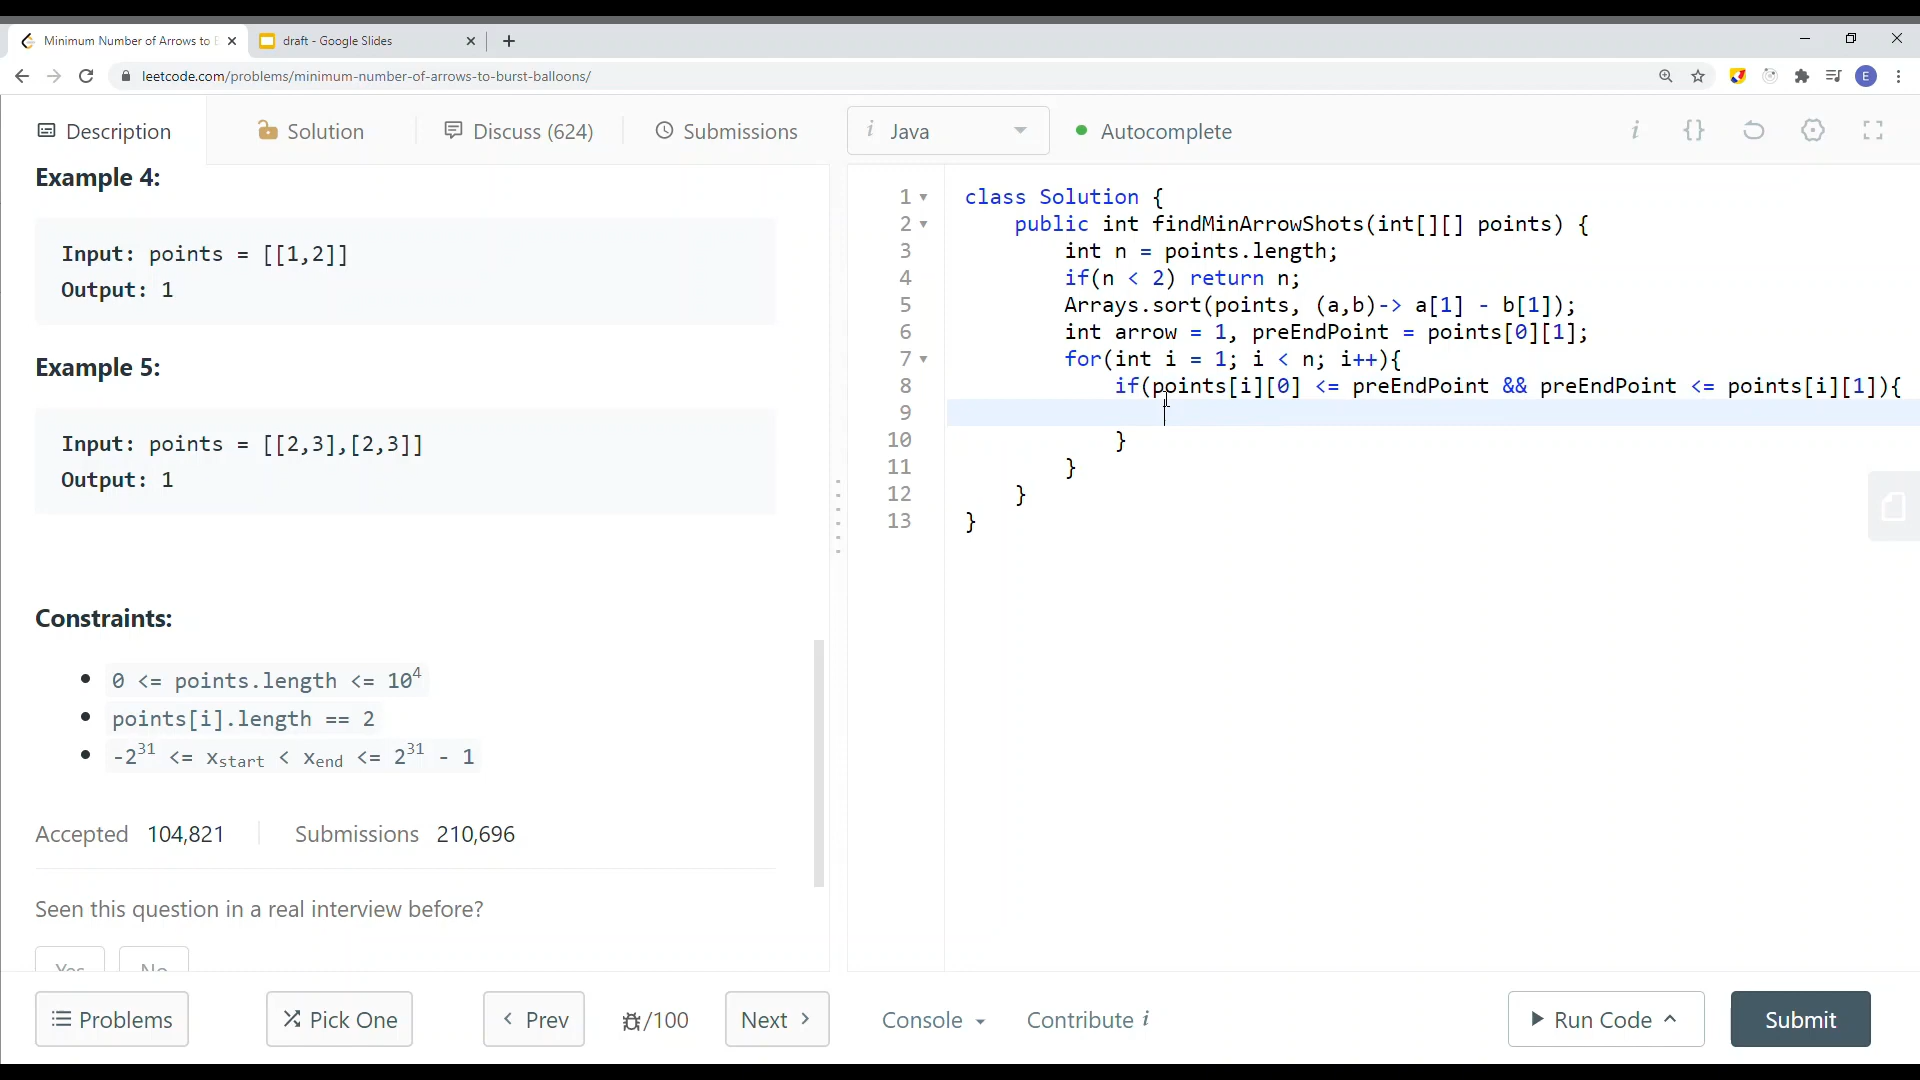 Minimum Number of Arrows to B
draft - Google Slides
leetcode.com/problems/minimum-number-of-arrows-to-burst-balloons/
E
Description
Solution
Discuss (624)
Submissions
i Java
Autocomplete
i {}
Example 4:
Input: points = [[1,2]]
Output: 1
Example 5:
Input: points = [[2,3],[2,3]]
Output: 1
Constraints:
0 <= points.length <= 10^4
points[i].length == 2
-2^31 <= x_start < x_end <= 2^31 - 1
Accepted 104,821
Submissions 210,696
Seen this question in a real interview before?
Yes
No
1 class Solution {
2 public int findMinArrowShots(int[][] points) {
3 int n = points.length;
4 if(n < 2) return n;
5 Arrays.sort(points, (a,b)-> a[1] - b[1]);
6 int arrow = 1, preEndPoint = points[0][1];
7 for(int i = 1; i < n; i++){
8 if(points[i][0] <= preEndPoint && preEndPoint <= points[i][1]){
9
10 }
11 }
12 }
13 }
Problems
Pick One
Prev
/100
Next
Console
Contribute i
Run Code
Submit